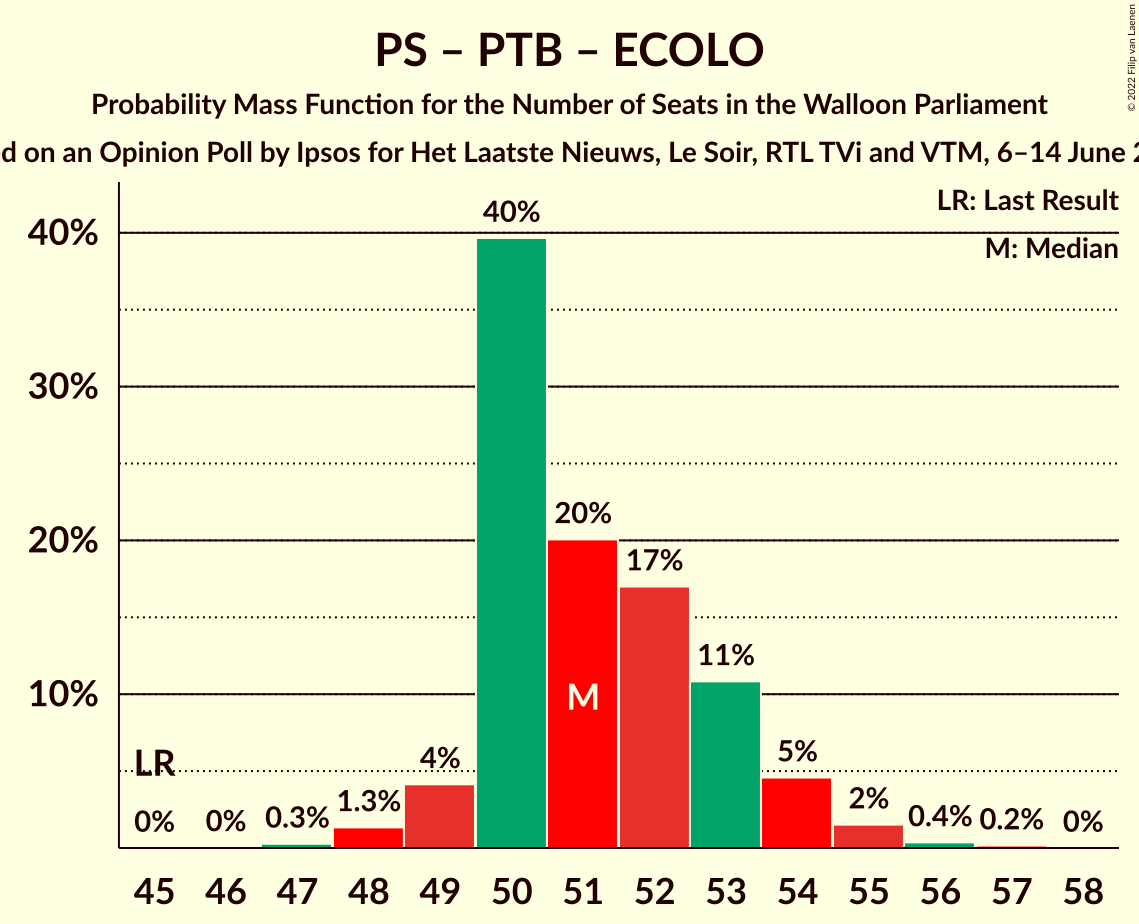 PS – PTB – ECOLO
Probability Mass Function for the Number of Seats in the Walloon Parliament
on an Opinion Poll by Ipsos for Het Laatste Nieuws, Le Soir, RTL TVi and VTM, 6–14 June
© 2022 Filip van Laenen
LR: Last Result
M: Median
40%
30%
20%
10%
LR
M
0% 0% 0.3% 1.3% 4% 40% 20% 17% 11% 5% 2% 0.4% 0.2% 0%
45 46 47 48 49 50 51 52 53 54 55 56 57 58